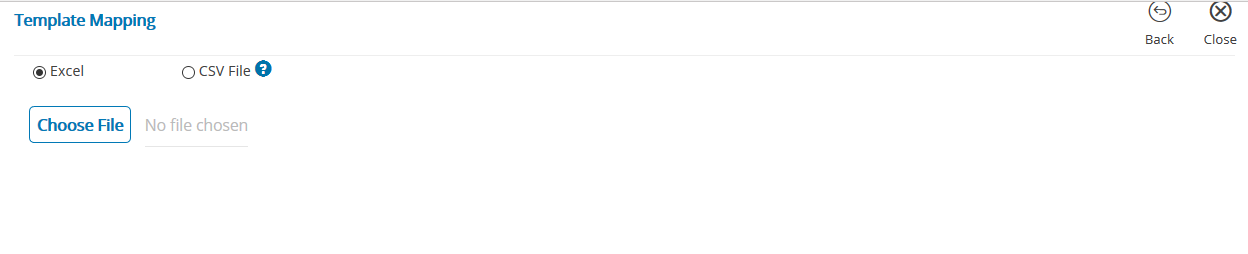 Template Mapping
Back Close
Excel CSV File ?
Choose File No file chosen